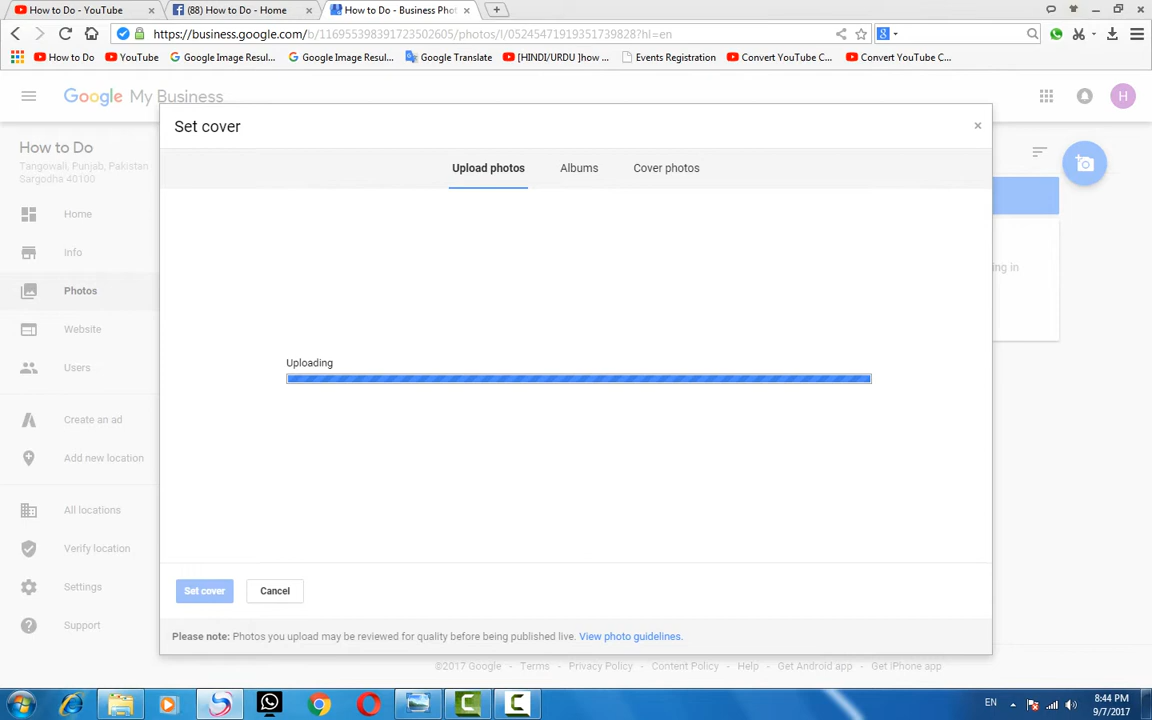 How to Do - YouTube
(88) How to Do - Home
How to Do - Business Phot
https://business.google.com/b/116955398391723502605/photos/l/05245471919351739828?hl=en
How to Do
YouTube
Google Image Resul...
Google Image Resul...
Google Translate
[HINDI/URDU ]how ...
Events Registration
Convert YouTube C...
Convert YouTube C...
Google My Business
H
Set cover
How to Do
Tangowali, Punjab, Pakistan
Sargodha 40100
Upload photos
Albums
Cover photos
Home
Info
ing in
Photos
Website
Uploading
Users
Create an ad
Add new location
All locations
Verify location
Settings
Set cover
Cancel
Support
Please note: Photos you upload may be reviewed for quality before being published live. View photo guidelines.
©2017 Google - Terms - Privacy Policy - Content Policy - Help - Get Android app - Get iPhone app
EN
8:44 PM
9/7/2017